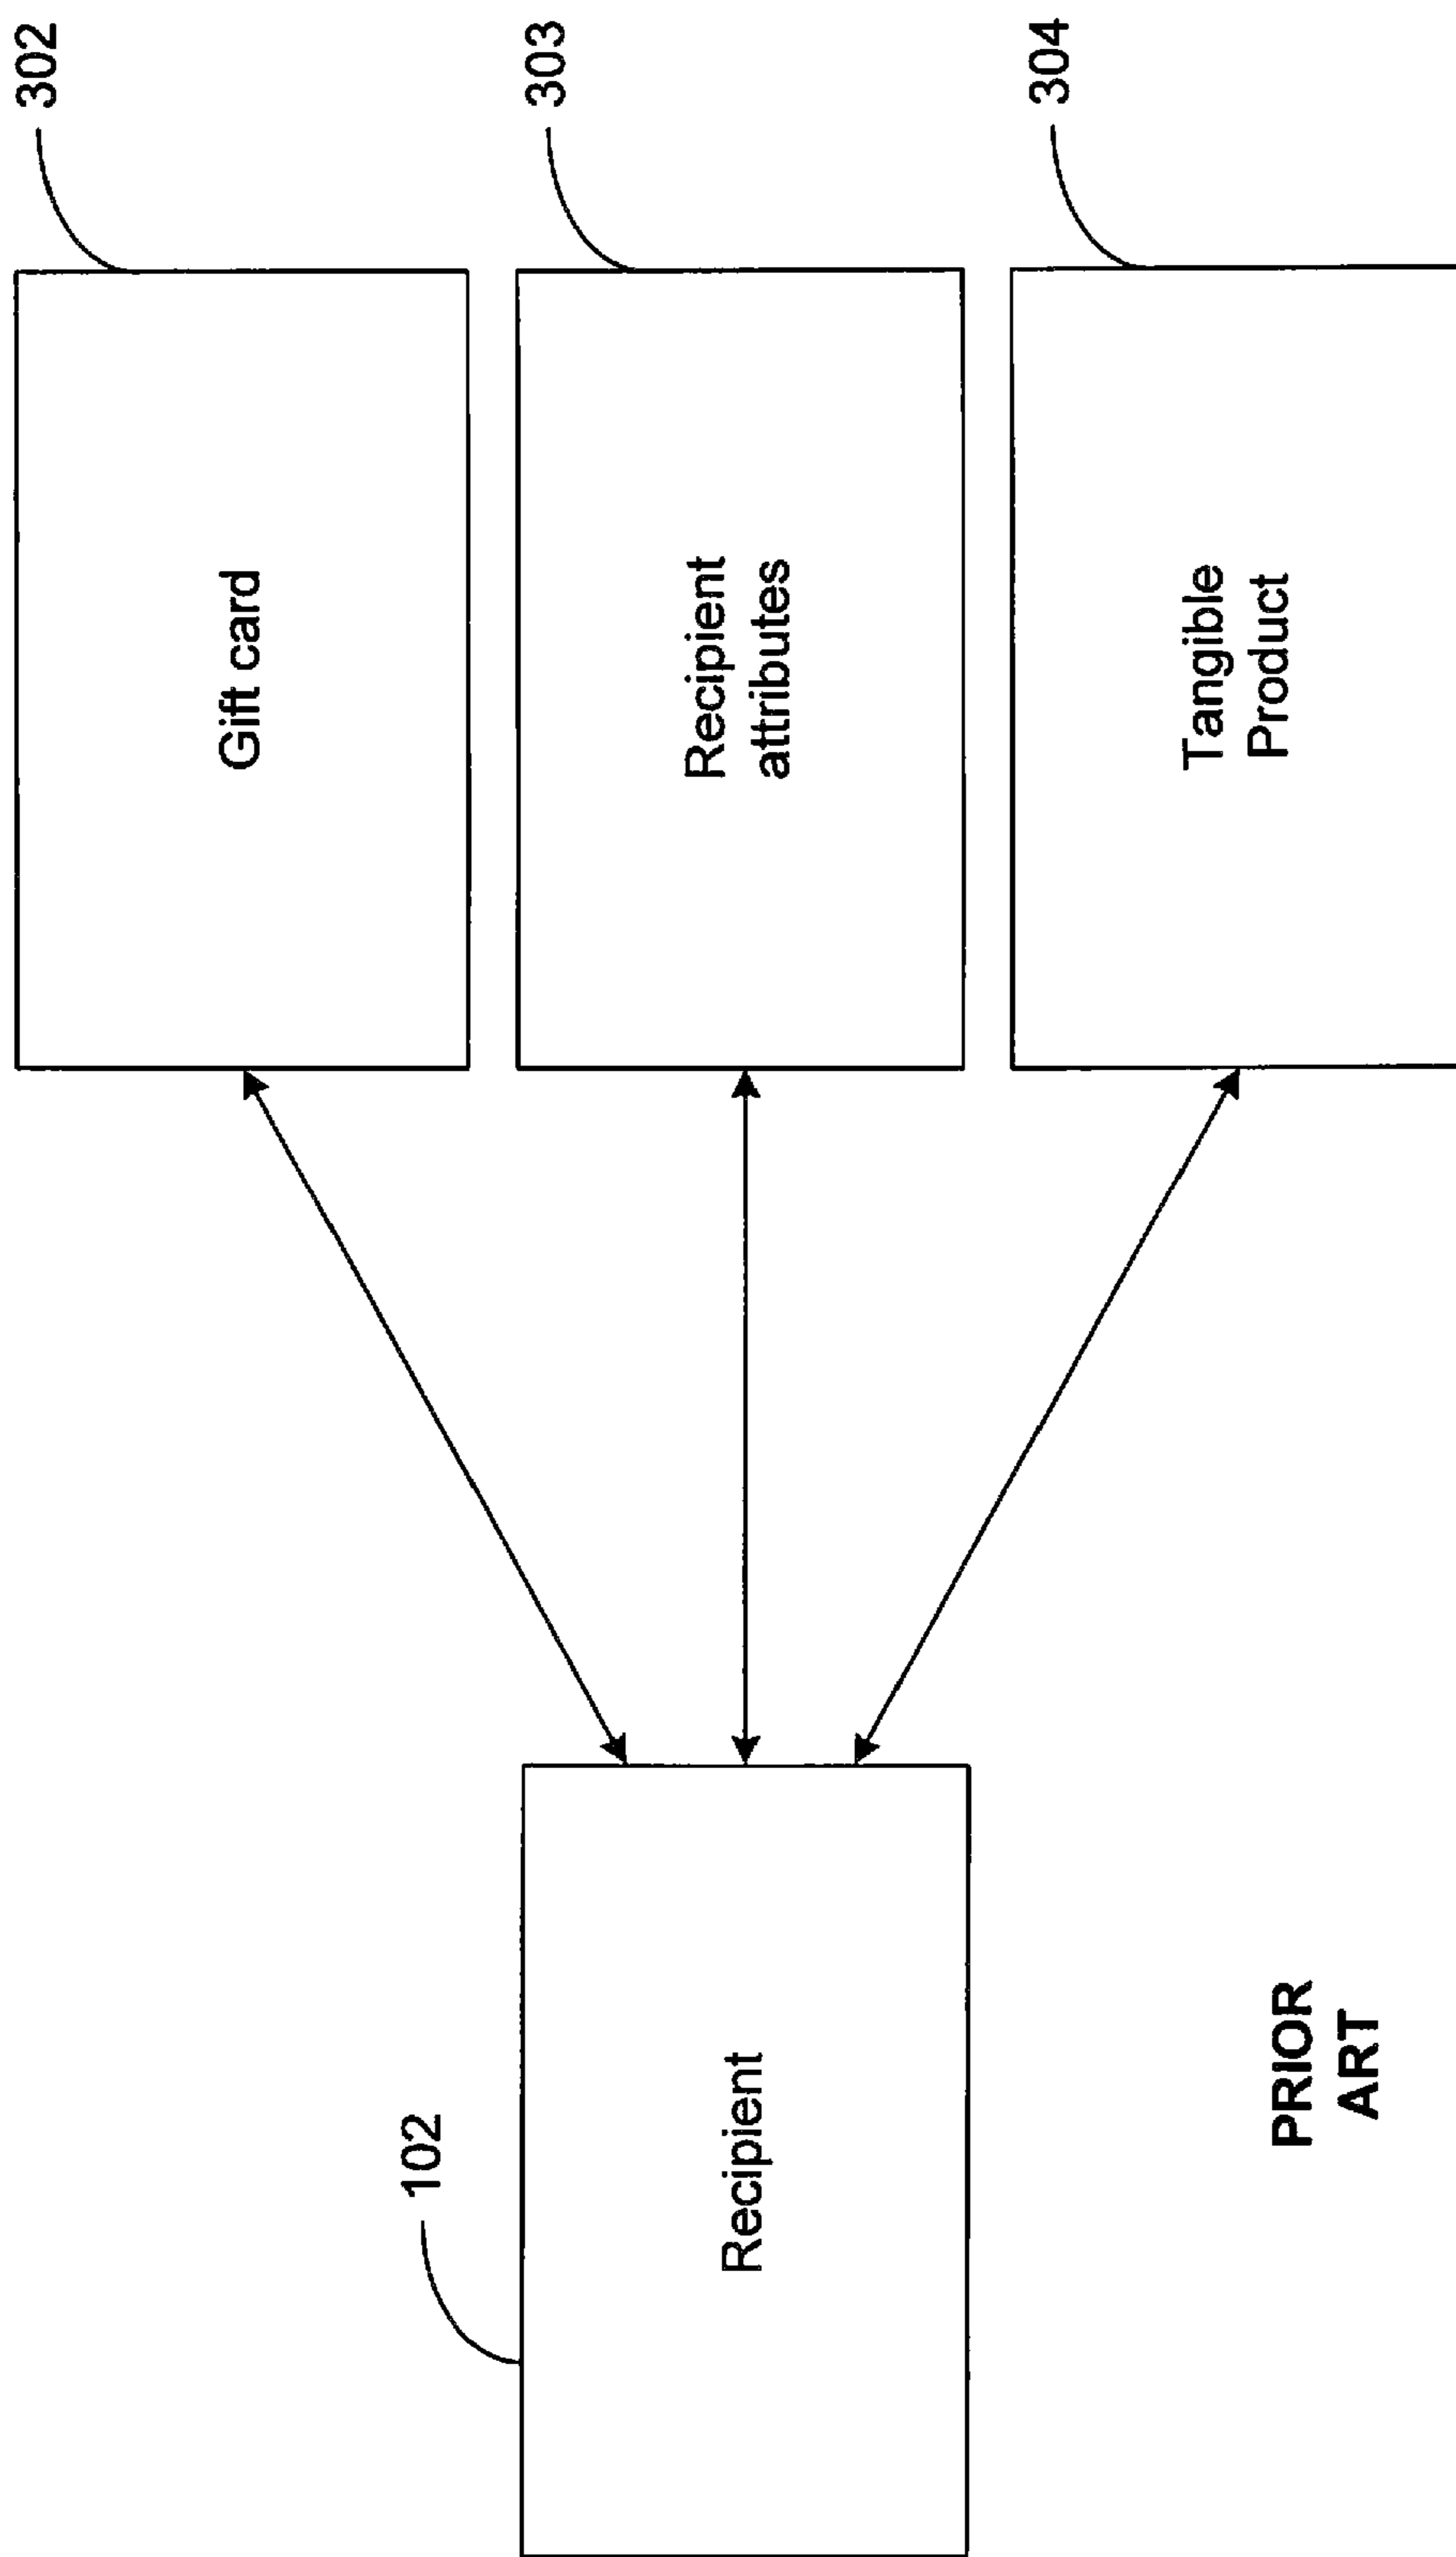 302
Gift card
303
Recipient
attributes
304
Tangible
Product
102
Recipient
PRIOR
ART